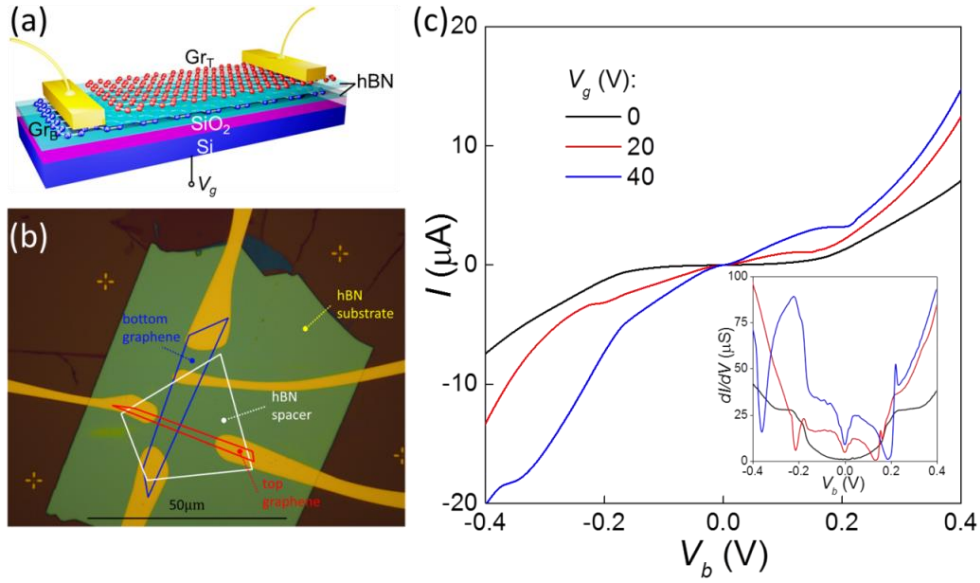 (a)
Gr_T
hBN
Gr_B
SiO₂
Si
V_g
(b)
hBN
substrate
bottom
graphene
hBN
spacer
top
graphene
50μm
(c)
20
10
0
-10
-20
I (μA)
V_g (V):
0
20
40
-0.4
-0.2
0.0
0.2
0.4
V_b (V)
100
75
50
25
0
dI/dV (μS)
-0.4
-0.2
0.0
0.2
0.4
V_b (V)